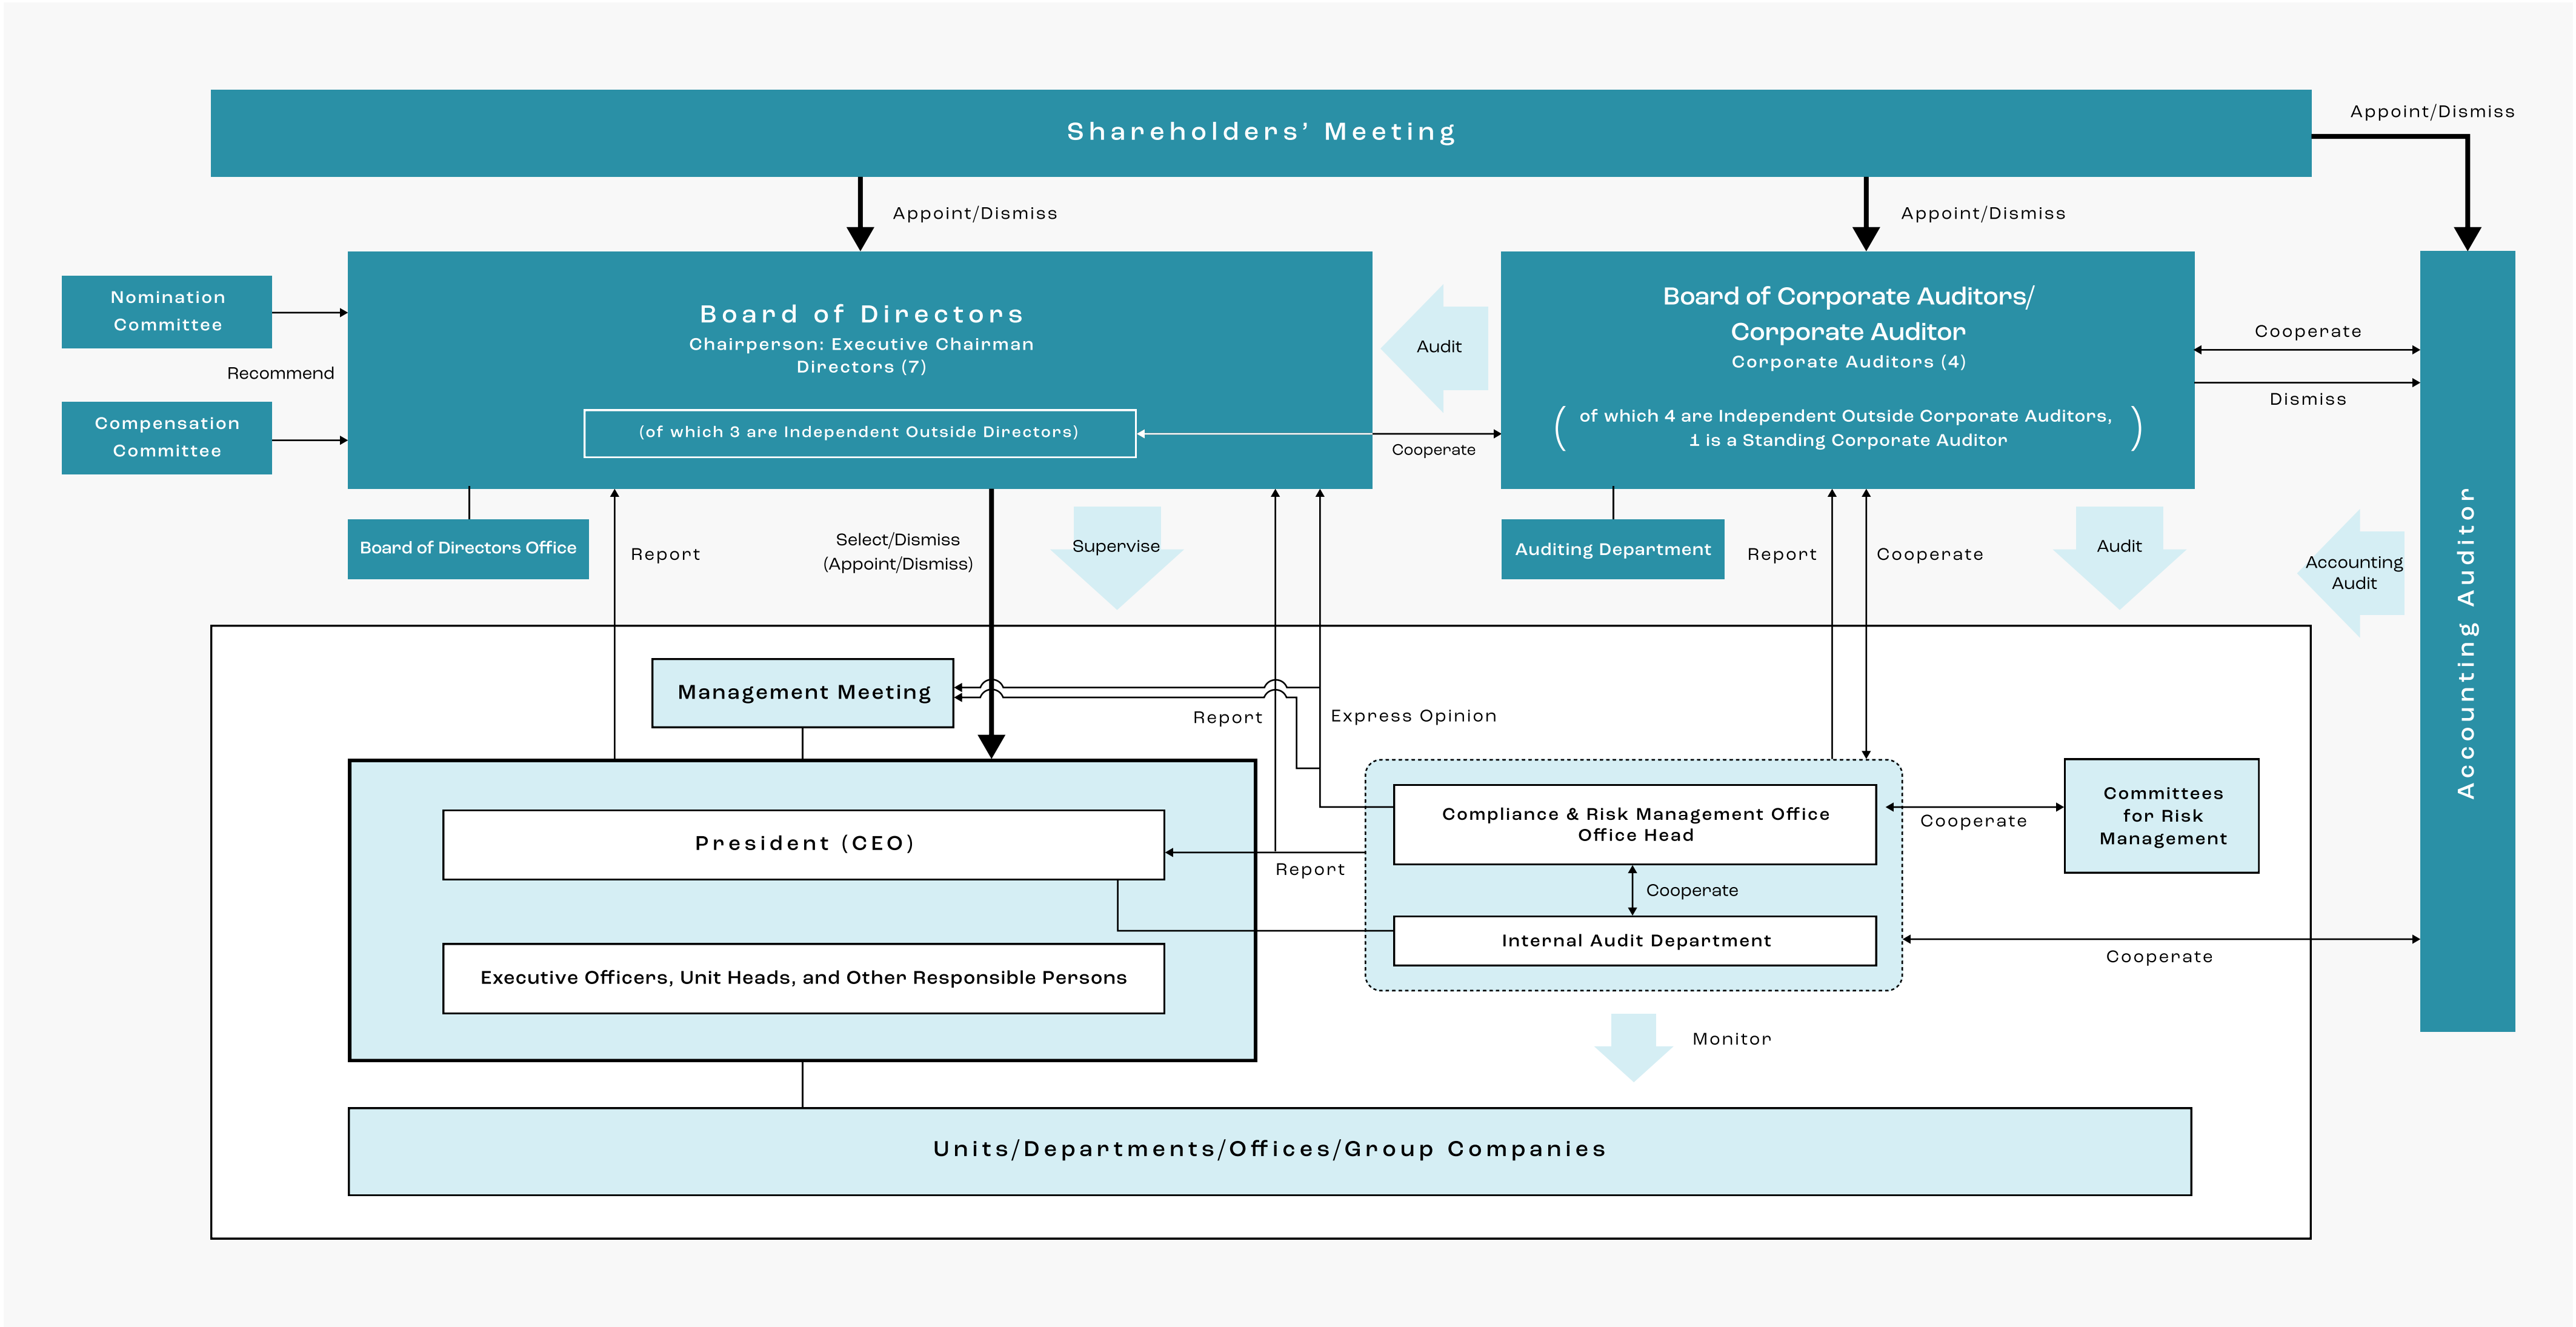 Shareholders’ Meeting
Appoint/Dismiss
Appoint/Dismiss
Appoint/Dismiss
Nomination
Committee
Recommend
Compensation
Committee
Board of Directors
Chairperson: Executive Chairman
Directors (7)
(of which 3 are Independent Outside Directors)
Audit
Cooperate
Board of Corporate Auditors/
Corporate Auditor
Corporate Auditors (4)
(of which 4 are Independent Outside Corporate Auditors,
1 is a Standing Corporate Auditor)
Cooperate
Dismiss
Accounting Auditor
Board of Directors Office
Report
Select/Dismiss
(Appoint/Dismiss)
Supervise
Auditing Department
Report
Cooperate
Audit
Accounting
Audit
Management Meeting
Report
Express Opinion
President (CEO)
Report
Executive Officers, Unit Heads, and Other Responsible Persons
Compliance & Risk Management Office
Office Head
Cooperate
Internal Audit Department
Cooperate
Committees
for Risk
Management
Cooperate
Monitor
Units/Departments/Offices/Group Companies